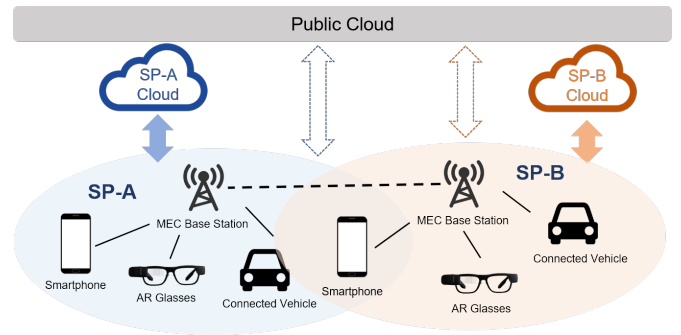 Public Cloud
SP-A
Cloud
SP-B
Cloud
SP-A
SP-B
MEC Base Station
MEC Base Station
Smartphone
AR Glasses
Connected Vehicle
Smartphone
AR Glasses
Connected Vehicle